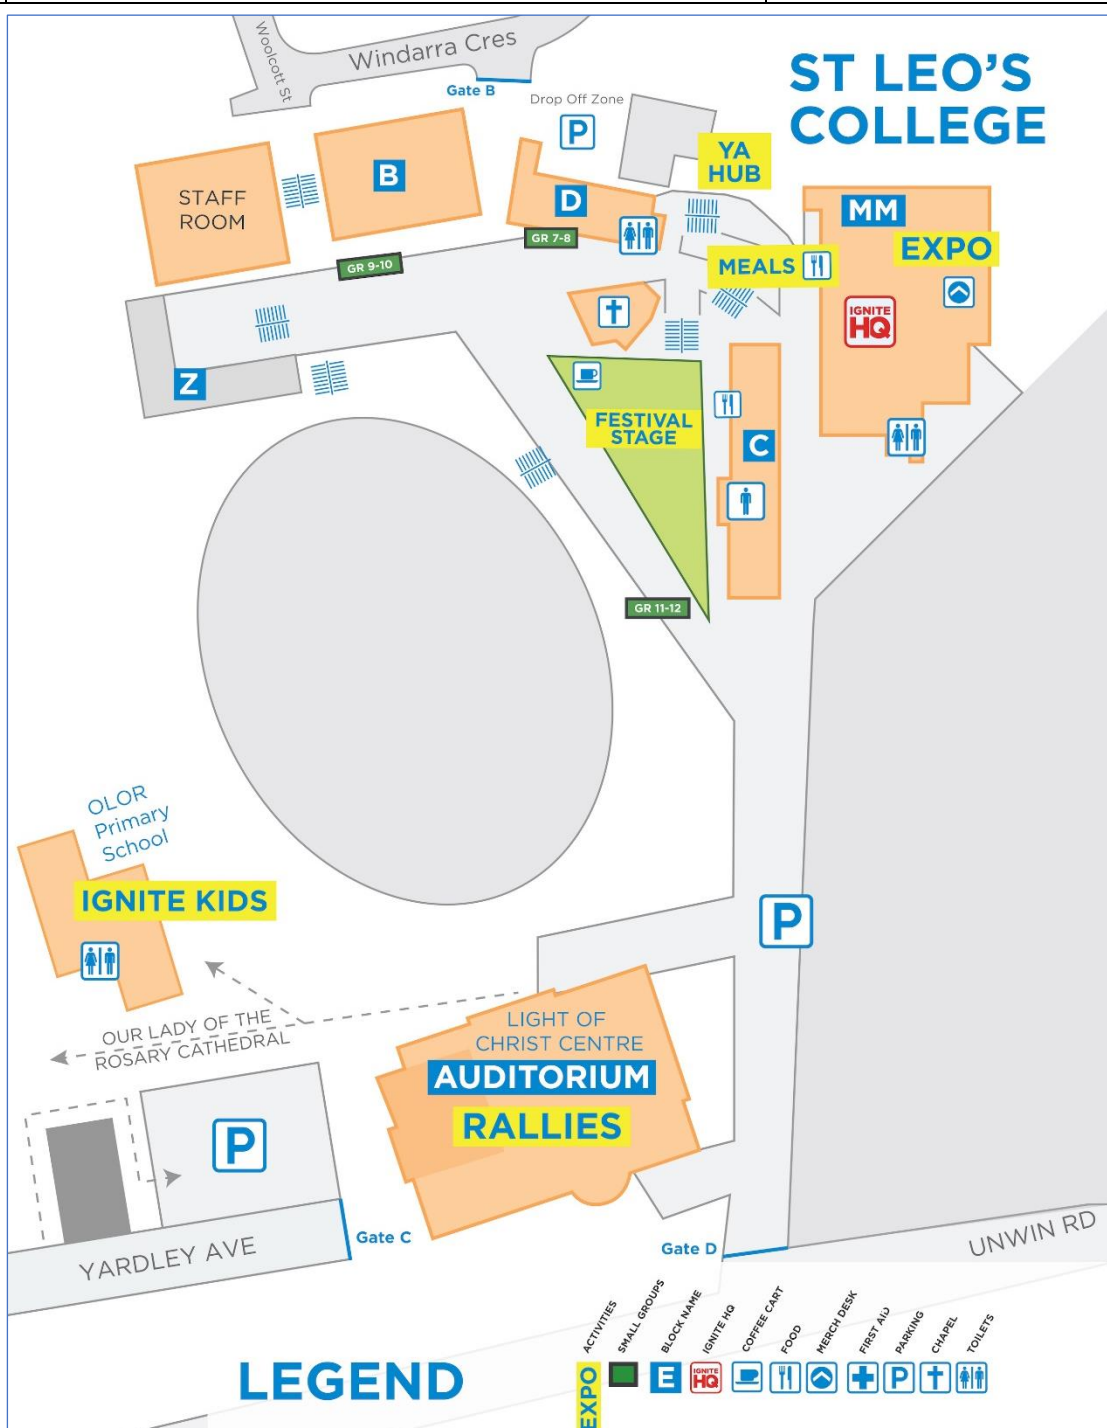 ST LEO'S
COLLEGE
Woolcott St
Windarra Cres
Gate B
Drop Off Zone
P
YA
HUB
STAFF
ROOM
B
D
MM
EXPO
GR 7-8
GR 9-10
MEALS
IGNITE
HQ
Z
FESTIVAL
STAGE
C
GR 11-12
OLOR
Primary
School
IGNITE KIDS
P
OUR LADY OF THE
ROSARY CATHEDRAL
LIGHT OF
CHRIST CENTRE
AUDITORIUM
RALLIES
P
YARDLEY AVE
Gate C
Gate D
UNWIN RD
LEGEND
EXPO
ACTIVITIES
SMALL GROUPS
E
BLOCK NAME
IGNITE
HQ
IGNITE HQ
COFFEE CART
FOOD
MERCH DESK
FIRST AID
P
PARKING
CHAPEL
TOILETS